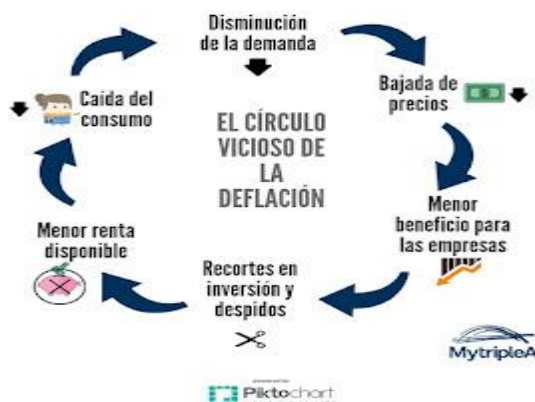 Disminución
de la demanda
Bajada de
precios
Menor
beneficio para
las empresas
Recortes en
inversión y
despidos
Menor renta
disponible
Caída del
consumo
EL CÍRCULO
VICIOSO DE
LA
DEFLACIÓN
MytripleA
Piktochart